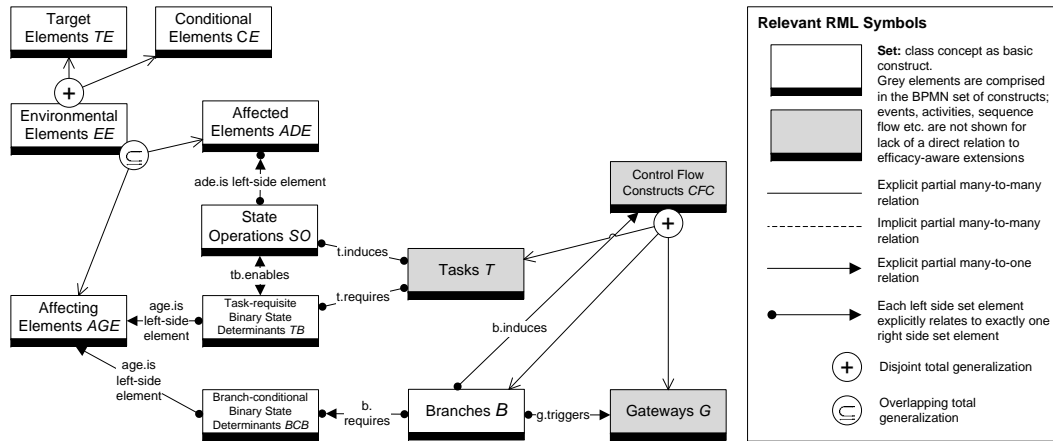 Target
Elements TE
Conditional
Elements CE
+
Environmental
Elements EE
⊆
Affected
Elements ADE
ade.is left-side element
State
Operations SO
tb.enables
Task-requisite
Binary State
Determinants TB
age.is
left-side
element
Affecting
Elements AGE
age.is
left-side
element
Branch-conditional
Binary State
Determinants BCB
b.
requires
Branches B
g.triggers
Gateways G
b.induces
t.induces
t.requires
Tasks T
Control Flow
Constructs CFC
+
Relevant RML Symbols
Set: class concept as basic
construct.
Grey elements are comprised
in the BPMN set of constructs;
events, activities, sequence
flow etc. are not shown for
lack of a direct relation to
efficacy-aware extensions
Explicit partial many-to-many
relation
Implicit partial many-to-many
relation
Explicit partial many-to-one
relation
Each left side set element
explicitly relates to exactly one
right side set element
+
Disjoint total generalization
⊆
Overlapping total
generalization